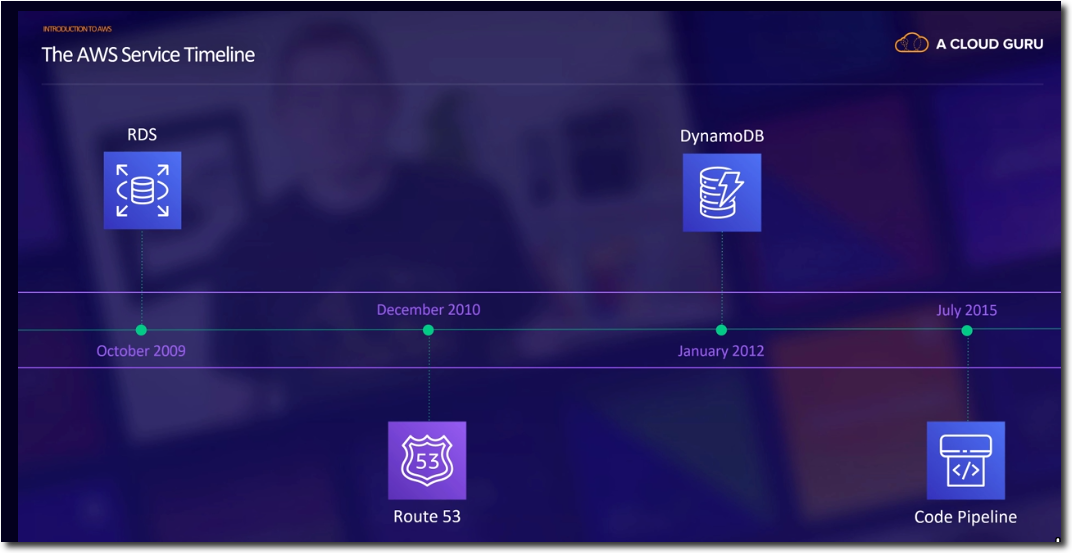 INTRODUCTION TO AWS
The AWS Service Timeline
A CLOUD GURU
RDS
DynamoDB
December 2010
July 2015
October 2009
January 2012
53
</>
Route 53
Code Pipeline